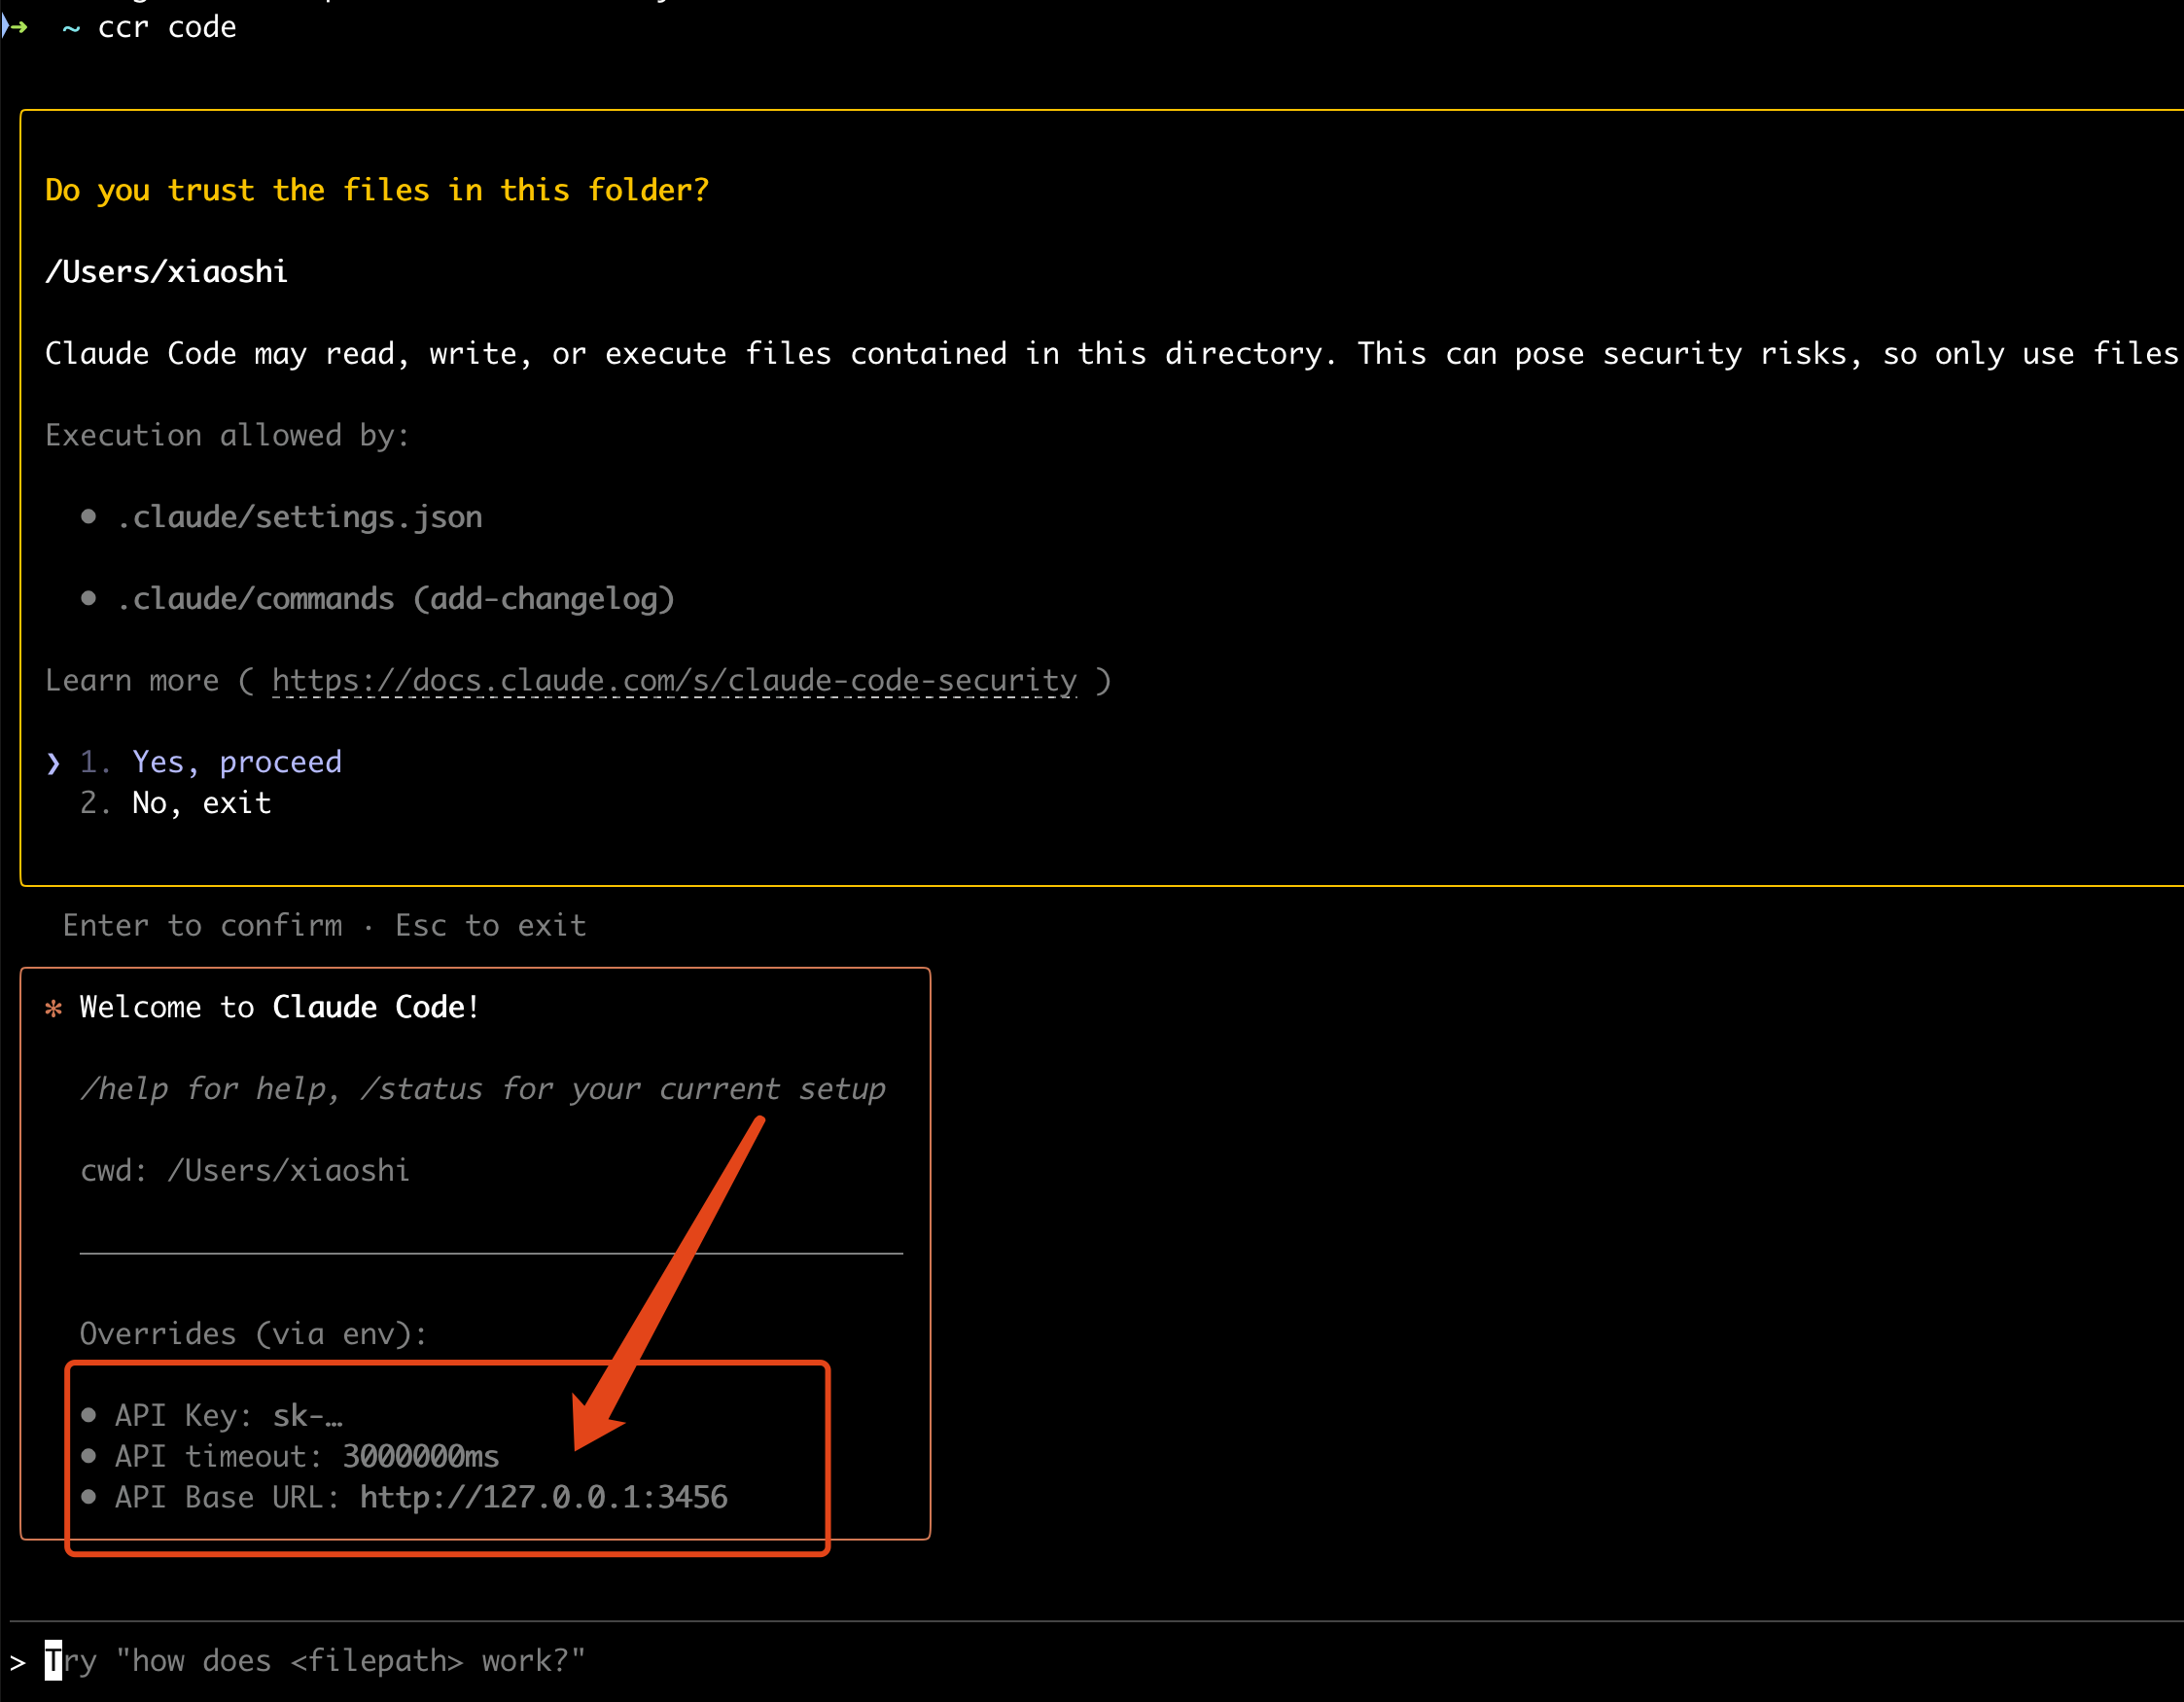 ➜ ~ ccr code
Do you trust the files in this folder?
/Users/xiaoshi
Claude Code may read, write, or execute files contained in this directory. This can pose security risks, so only use files
Execution allowed by:
● .claude/settings.json
● .claude/commands (add-changelog)
Learn more ( https://docs.claude.com/s/claude-code-security )
❯ 1. Yes, proceed
2. No, exit
Enter to confirm · Esc to exit
✻ Welcome to Claude Code!
/help for help, /status for your current setup
cwd: /Users/xiaoshi
Overrides (via env):
● API Key: sk-…
● API timeout: 3000000ms
● API Base URL: http://127.0.0.1:3456
> Try "how does <filepath> work?"